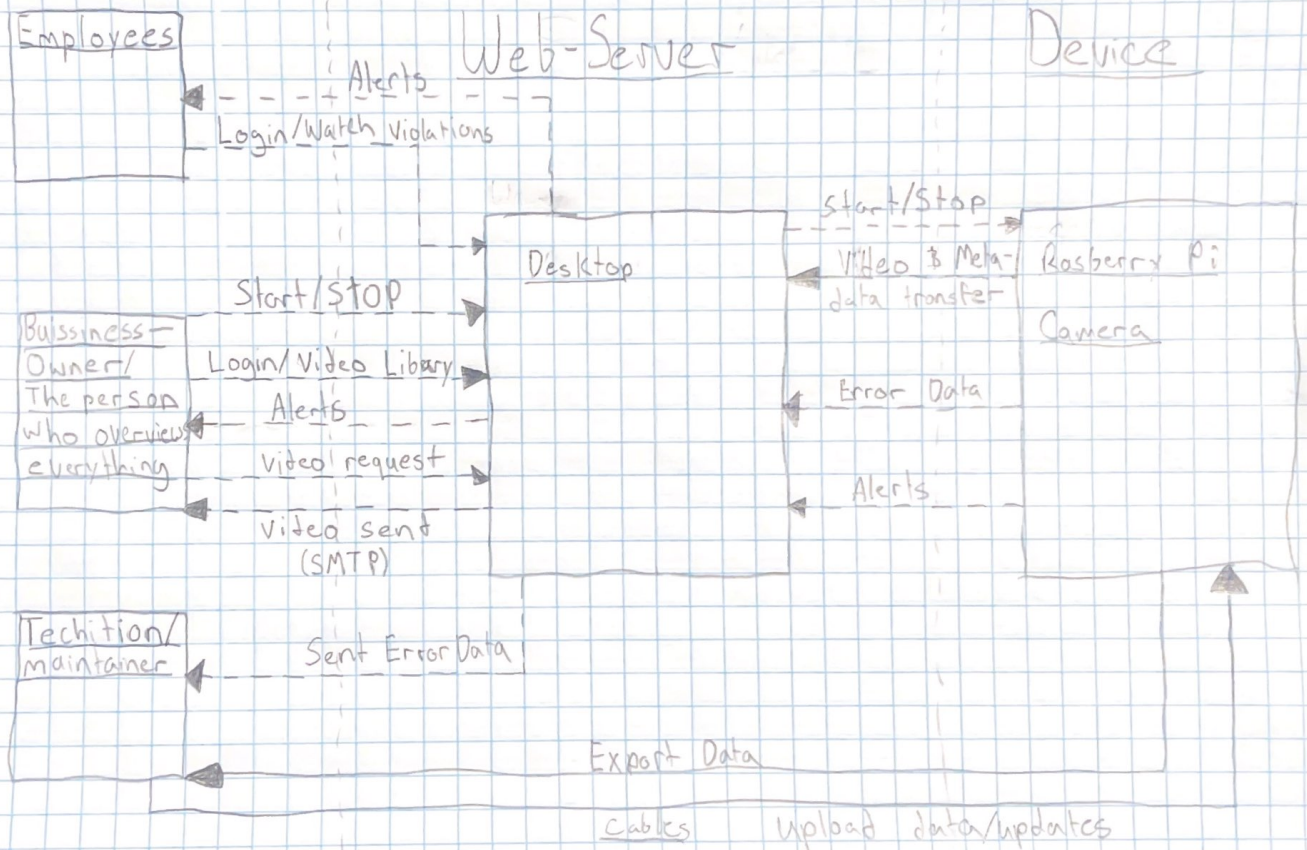 Employees
Web-Server
Device
Alerts
Login/Watch Violations
Start/Stop
Desktop
Video & Meta-
data transfer
Rasberry Pi
Camera
Start/Stop
Buissiness-
Owner/
The person
who overviews
everything
Login/Video Library
Alerts
Video request
Video sent
(SMTP)
Error Data
Alerts
Techition/
maintainer
Sent Error Data
Export Data
Cables
upload data/updates